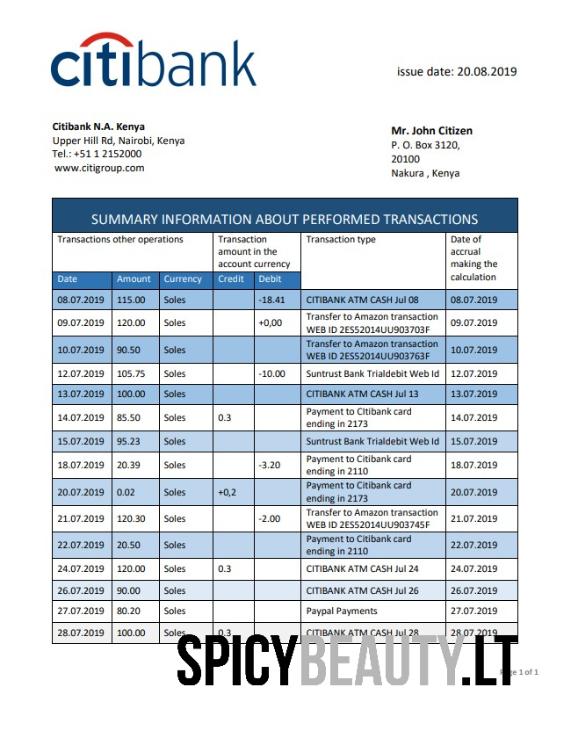 citibank
issue date: 20.08.2019
Citibank N.A. Kenya
Upper Hill Rd, Nairobi, Kenya
Tel.: +51 1 2152000
www.citigroup.com
Mr. John Citizen
P. O. Box 3120,
20100
Nakura , Kenya
SUMMARY INFORMATION ABOUT PERFORMED TRANSACTIONS
Transactions other operations
Transaction
amount in the
account currency
Transaction type
Date of
accrual
making the
calculation
Date Amount Currency Credit Debit
08.07.2019 115.00 Soles -18.41 CITIBANK ATM CASH Jul 08 08.07.2019
09.07.2019 120.00 Soles +0,00 Transfer to Amazon transaction 09.07.2019
WEB ID 2ES52014UU903703F
10.07.2019 90.50 Soles Transfer to Amazon transaction 10.07.2019
WEB ID 2ES52014UU903763F
12.07.2019 105.75 Soles -10.00 Suntrust Bank Trialdebit Web Id 12.07.2019
13.07.2019 100.00 Soles CITIBANK ATM CASH Jul 13 13.07.2019
14.07.2019 85.50 Soles 0.3 Payment to Citibank card 14.07.2019
ending in 2173
15.07.2019 95.23 Soles Suntrust Bank Trialdebit Web Id 15.07.2019
18.07.2019 20.39 Soles -3.20 Payment to Citibank card 18.07.2019
ending in 2110
20.07.2019 0.02 Soles +0,2 Payment to Citibank card 20.07.2019
ending in 2173
21.07.2019 120.30 Soles -2.00 Transfer to Amazon transaction 21.07.2019
WEB ID 2ES52014UU903745F
22.07.2019 20.50 Soles Payment to Citibank card 22.07.2019
ending in 2110
24.07.2019 120.00 Soles 0.3 CITIBANK ATM CASH Jul 24 24.07.2019
26.07.2019 90.00 Soles CITIBANK ATM CASH Jul 26 26.07.2019
27.07.2019 80.20 Soles Paypal Payments 27.07.2019
28.07.2019 100.00 Soles 0.3 CITIBANK ATM CASH Jul 28 28.07.2019
SPICYBEAUTY.LT
Page 1 of 1